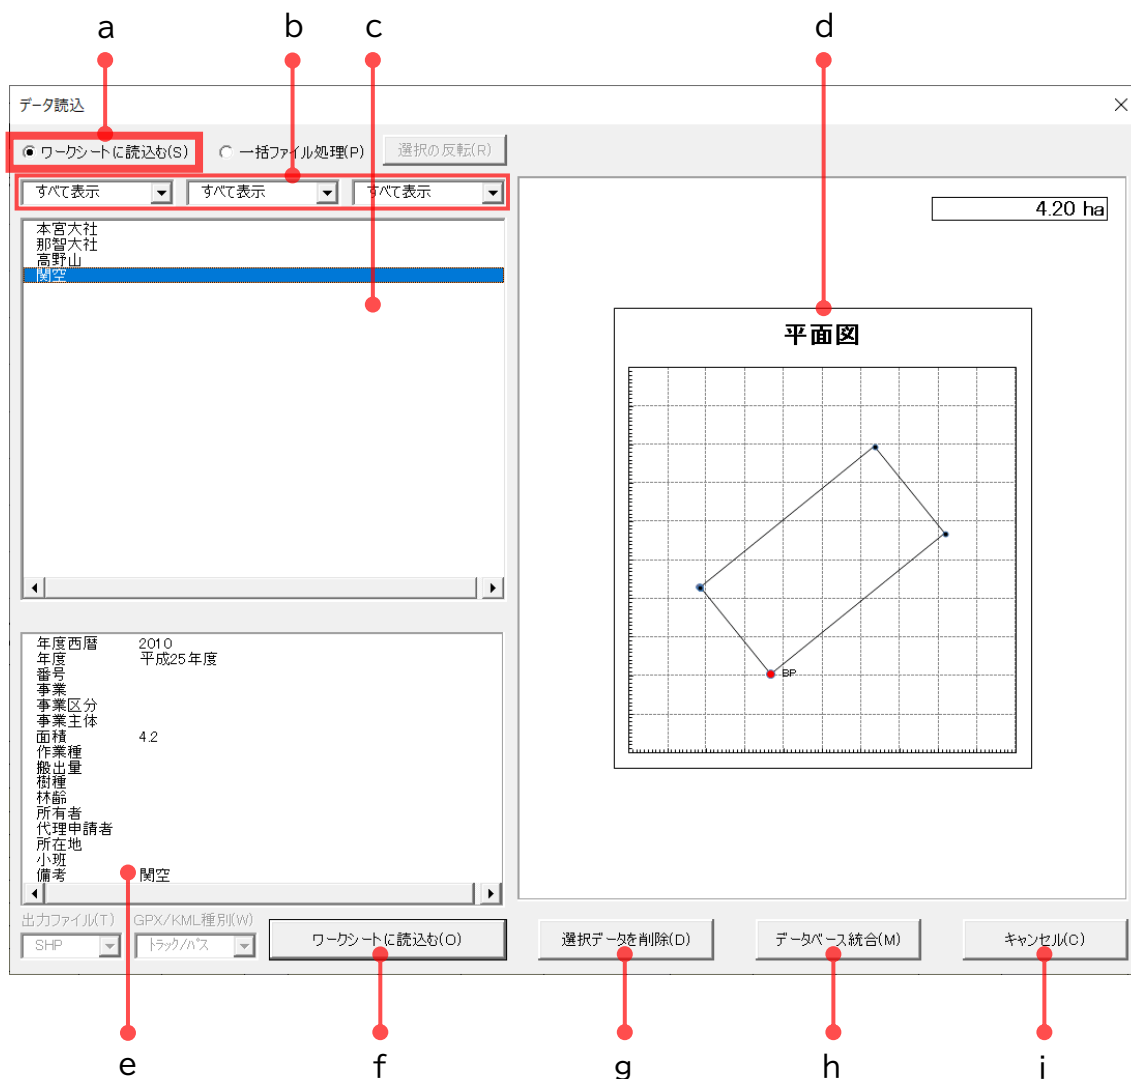 a b c d
データ読込
ワークシートに読込む(S) 一括ファイル処理(P) 選択の反転(R)
すべて表示 すべて表示 すべて表示
4.20 ha
本宮大社
那智大社
高野山
関空
平面図
BP
年度西暦 2010
年度 平成25年度
番号
事業
事業区分
事業主体
面積 4.2
作業種
搬出量
樹種
林齢
所有者
代理申請者
所在地
小班
備考 関空
出力ファイル(T) GPX/KML種別(W)
SHP トラック/パス ワークシートに読込む(O) 選択データを削除(D) データベース統合(M) キャンセル(C)
e f g h i